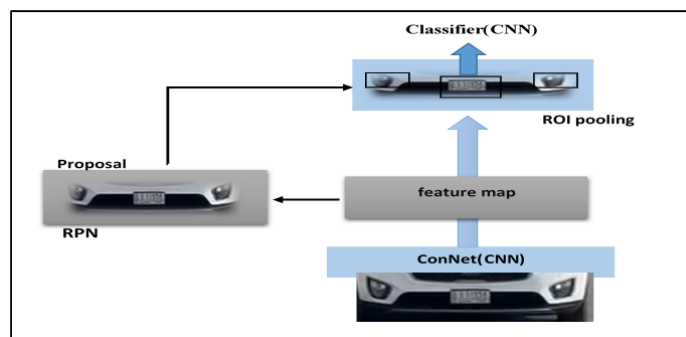 Classifier(CNN)
ROI pooling
Proposal
feature map
RPN
ConNet(CNN)